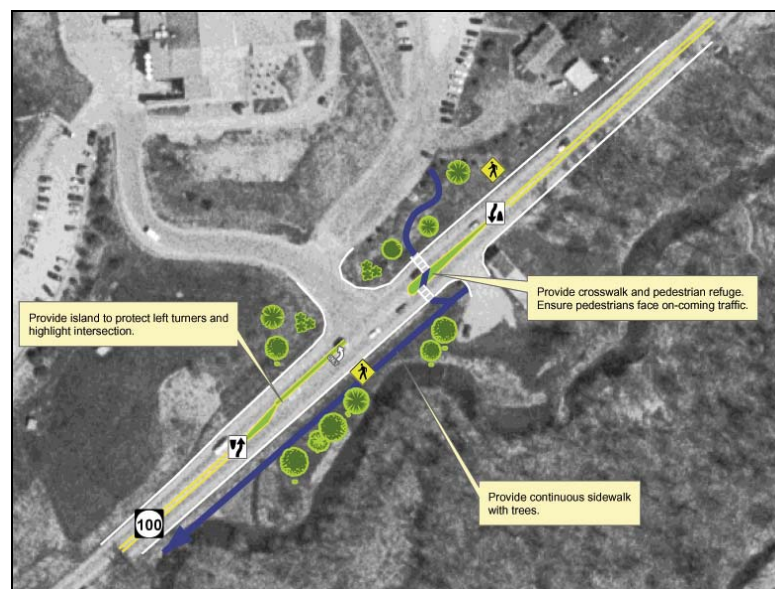 Provide crosswalk and pedestrian refuge.
Ensure pedestrians face on-coming traffic.
Provide island to protect left turners and
highlight intersection.
Provide continuous sidewalk
with trees.
100